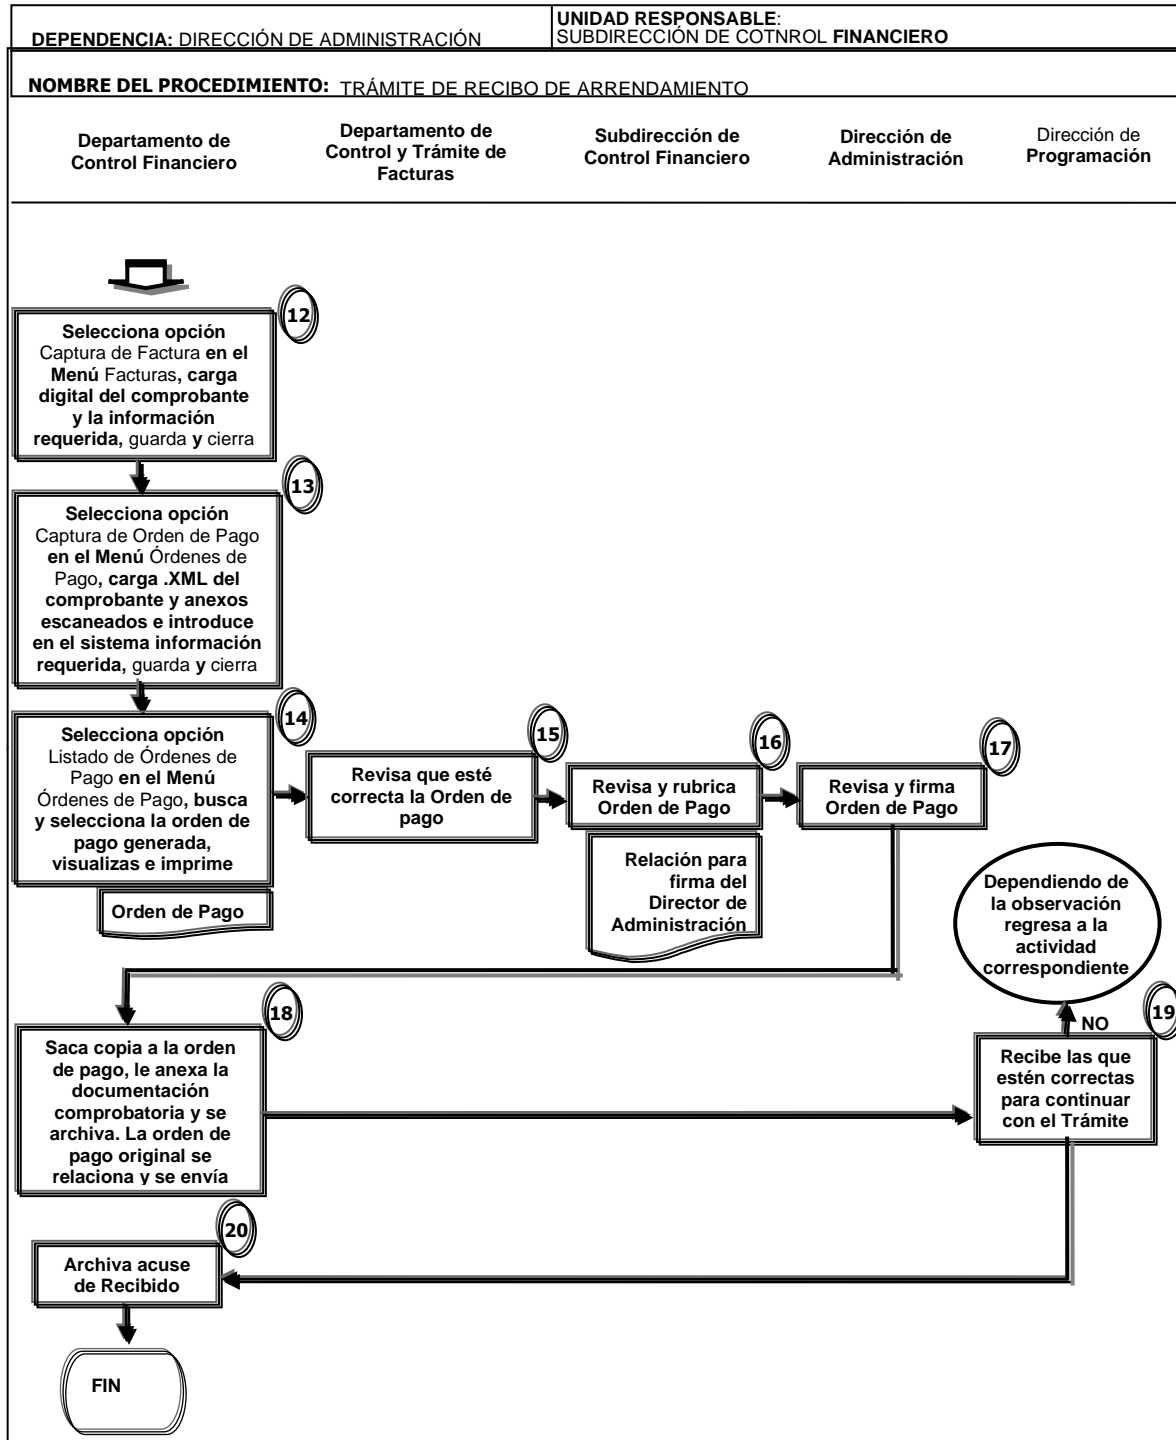 DEPENDENCIA: DIRECCIÓN DE ADMINISTRACIÓN
UNIDAD RESPONSABLE:
SUBDIRECCIÓN DE COTNROL FINANCIERO
NOMBRE DEL PROCEDIMIENTO: TRÁMITE DE RECIBO DE ARRENDAMIENTO
Departamento de
Control Financiero
Departamento de
Control y Trámite de
Facturas
Subdirección de
Control Financiero
Dirección de
Administración
Dirección de
Programación
12
Selecciona opción
Captura de Factura en el
Menú Facturas, carga
digital del comprobante
y la información
requerida, guarda y cierra
13
Selecciona opción
Captura de Orden de Pago
en el Menú Órdenes de
Pago, carga .XML del
comprobante y anexos
escaneados e introduce
en el sistema información
requerida, guarda y cierra
14
Selecciona opción
Listado de Órdenes de
Pago en el Menú
Órdenes de Pago, busca
y selecciona la orden de
pago generada,
visualizas e imprime
Orden de Pago
15
Revisa que esté
correcta la Orden de
pago
16
Revisa y rubrica
Orden de Pago
Relación para
firma del
Director de
Administración
17
Revisa y firma
Orden de Pago
Dependiendo de
la observación
regresa a la
actividad
correspondiente
18
Saca copia a la orden
de pago, le anexa la
documentación
comprobatoria y se
archiva. La orden de
pago original se
relaciona y se envía
NO
19
Recibe las que
estén correctas
para continuar
con el Trámite
20
Archiva acuse
de Recibido
FIN